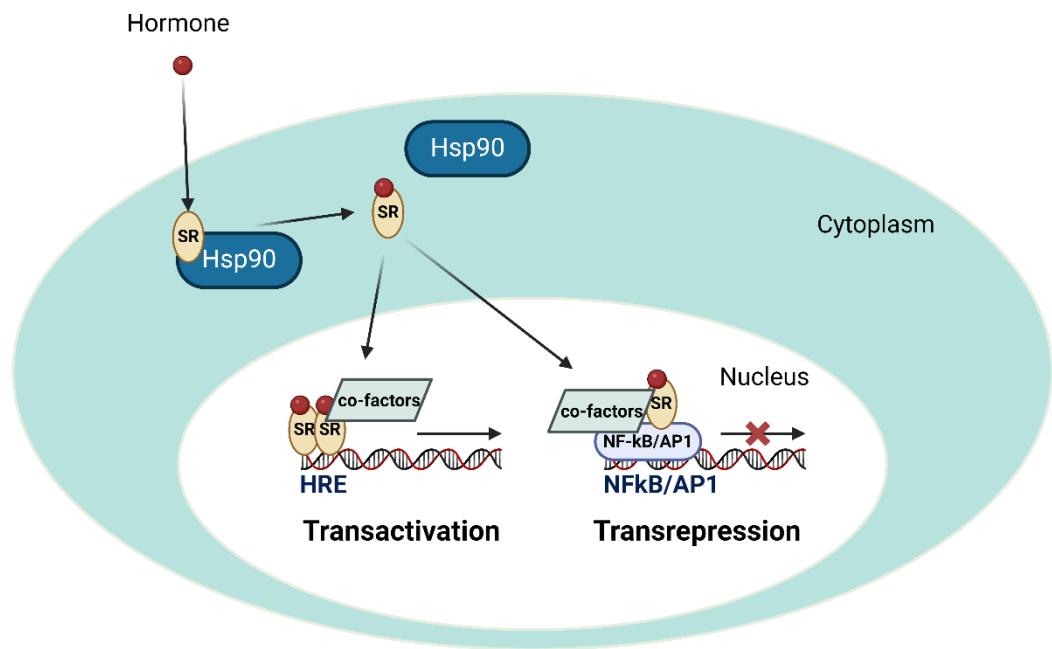 Hormone
Hsp90
SR
SR
Hsp90
Cytoplasm
Nucleus
co-factors
SR
SR
co-factors
SR
NF-kB/AP1
HRE
NFkB/AP1
Transactivation
Transrepression